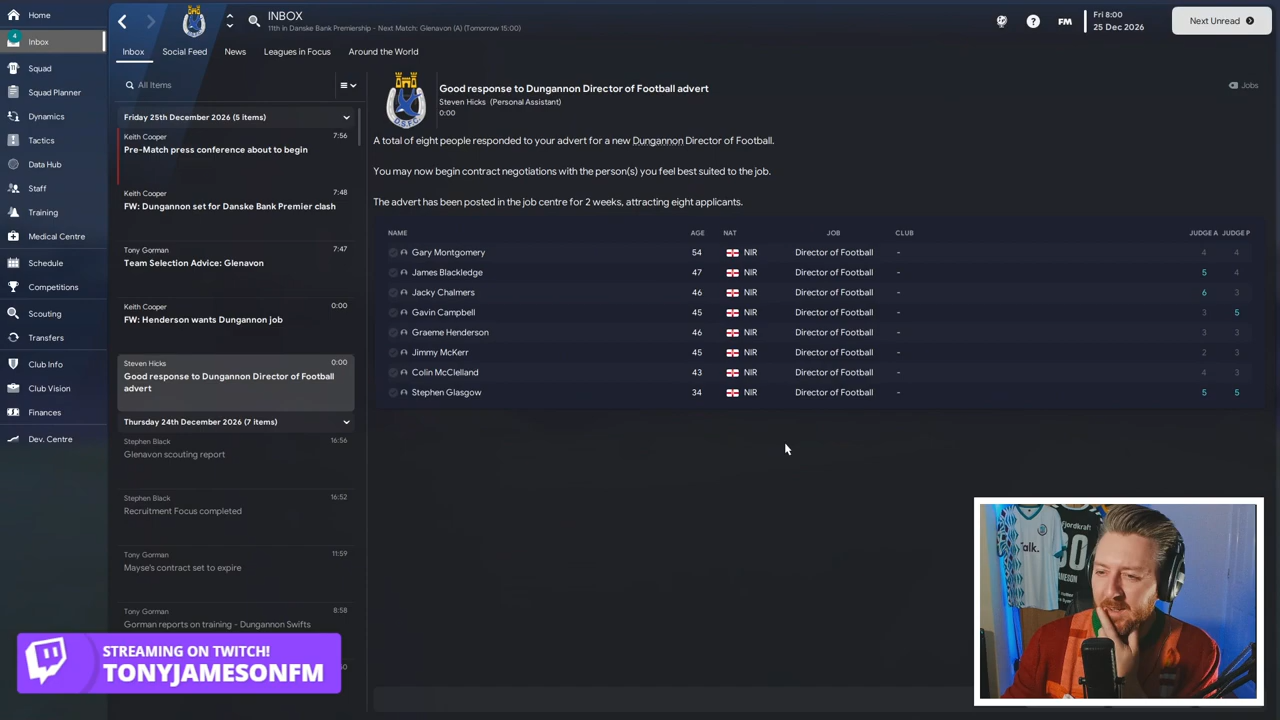 Home
4
Inbox
Squad
Squad Planner
Dynamics
Tactics
Data Hub
Staff
Training
Medical Centre
Schedule
Competitions
Scouting
Transfers
Club Info
Club Vision
Finances
Dev. Centre
INBOX
11th in Danske Bank Premiership - Next Match: Glenavon (A) (Tomorrow 15:00)
FM
Fri 8:00
25 Dec 2026
Next Unread
Inbox Social Feed News Leagues in Focus Around the World
All Items
Friday 25th December 2026 (5 items)
Keith Cooper 7:56
Pre-Match press conference about to begin
Keith Cooper 7:48
FW: Dungannon set for Danske Bank Premier clash
Tony Gorman 7:47
Team Selection Advice: Glenavon
Keith Cooper 0:00
FW: Henderson wants Dungannon job
Steven Hicks 0:00
Good response to Dungannon Director of Football
advert
Thursday 24th December 2026 (7 items)
Stephen Black 16:56
Glenavon scouting report
Stephen Black 16:52
Recruitment Focus completed
Tony Gorman 11:59
Mayse's contract set to expire
Tony Gorman 8:58
Gorman reports on training - Dungannon Swifts
Good response to Dungannon Director of Football advert
Steven Hicks (Personal Assistant)
0:00
Jobs
A total of eight people responded to your advert for a new Dungannon Director of Football.
You may now begin contract negotiations with the person(s) you feel best suited to the job.
The advert has been posted in the job centre for 2 weeks, attracting eight applicants.
NAME AGE NAT JOB CLUB JUDGE A JUDGE P
Gary Montgomery 54 NIR Director of Football - 4 4
James Blackledge 47 NIR Director of Football - 5 4
Jacky Chalmers 46 NIR Director of Football - 6 3
Gavin Campbell 45 NIR Director of Football - 3 5
Graeme Henderson 46 NIR Director of Football - 3 3
Jimmy McKerr 45 NIR Director of Football - 2 3
Colin McClelland 43 NIR Director of Football - 4 3
Stephen Glasgow 34 NIR Director of Football - 5 5
STREAMING ON TWITCH!
TONYJAMESONFM
Talk.
Fjordkraft